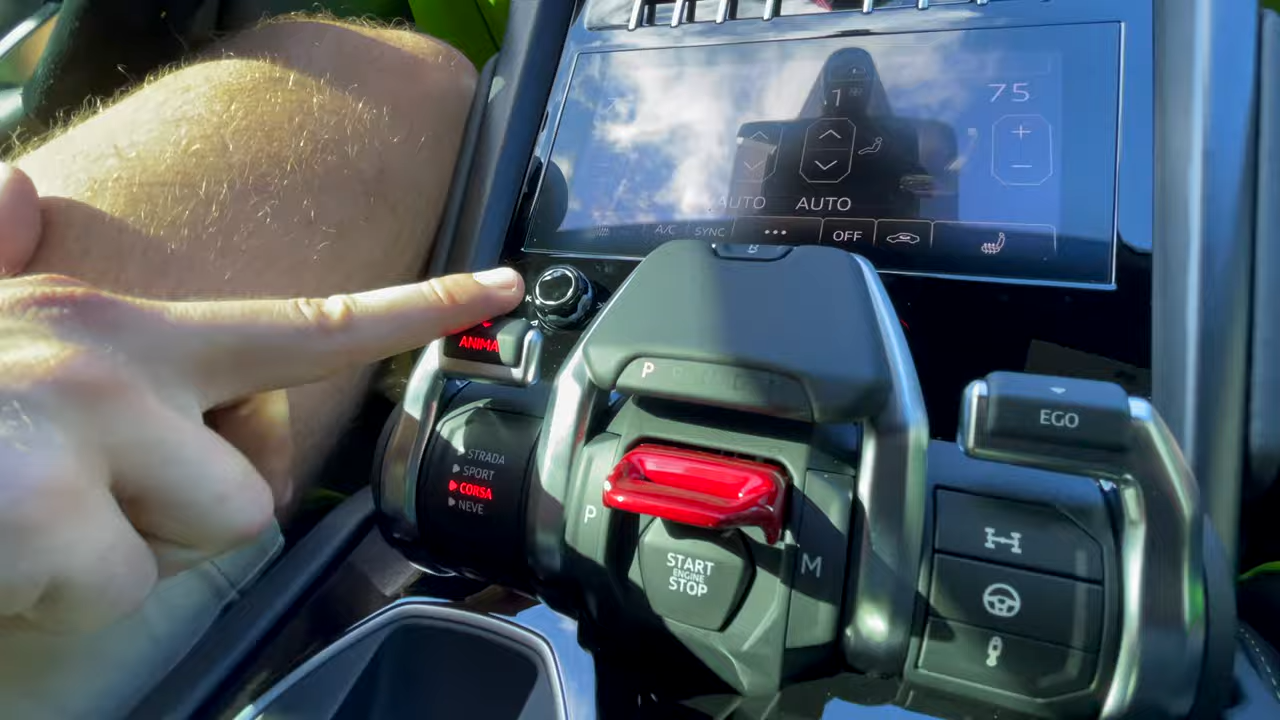 1
75
AUTO AUTO
A/C SYNC ••• OFF
P
ANIMA
STRADA
SPORT
CORSA
NEVE
P
START
ENGINE
STOP
M
EGO